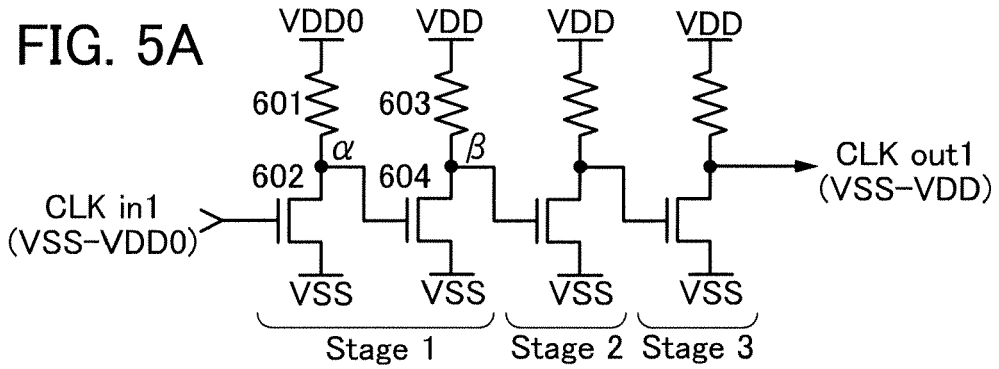 FIG. 5A
VDD0 VDD VDD VDD
601 603
α β
602 604
CLK in1
(VSS-VDD0)
CLK out1
(VSS-VDD)
VSS VSS VSS VSS
Stage 1 Stage 2 Stage 3